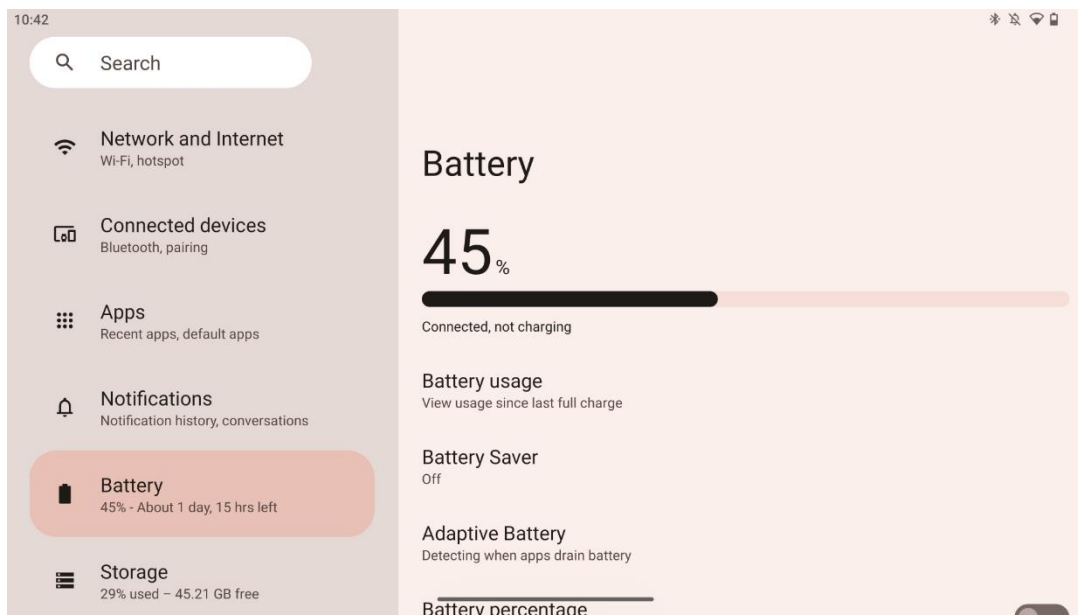 10:42
Search
Network and Internet
Wi-Fi, hotspot
Connected devices
Bluetooth, pairing
Apps
Recent apps, default apps
Notifications
Notification history, conversations
Battery
45% - About 1 day, 15 hrs left
Storage
29% used – 45.21 GB free
Battery
45%
Connected, not charging
Battery usage
View usage since last full charge
Battery Saver
Off
Adaptive Battery
Detecting when apps drain battery
Battery percentage